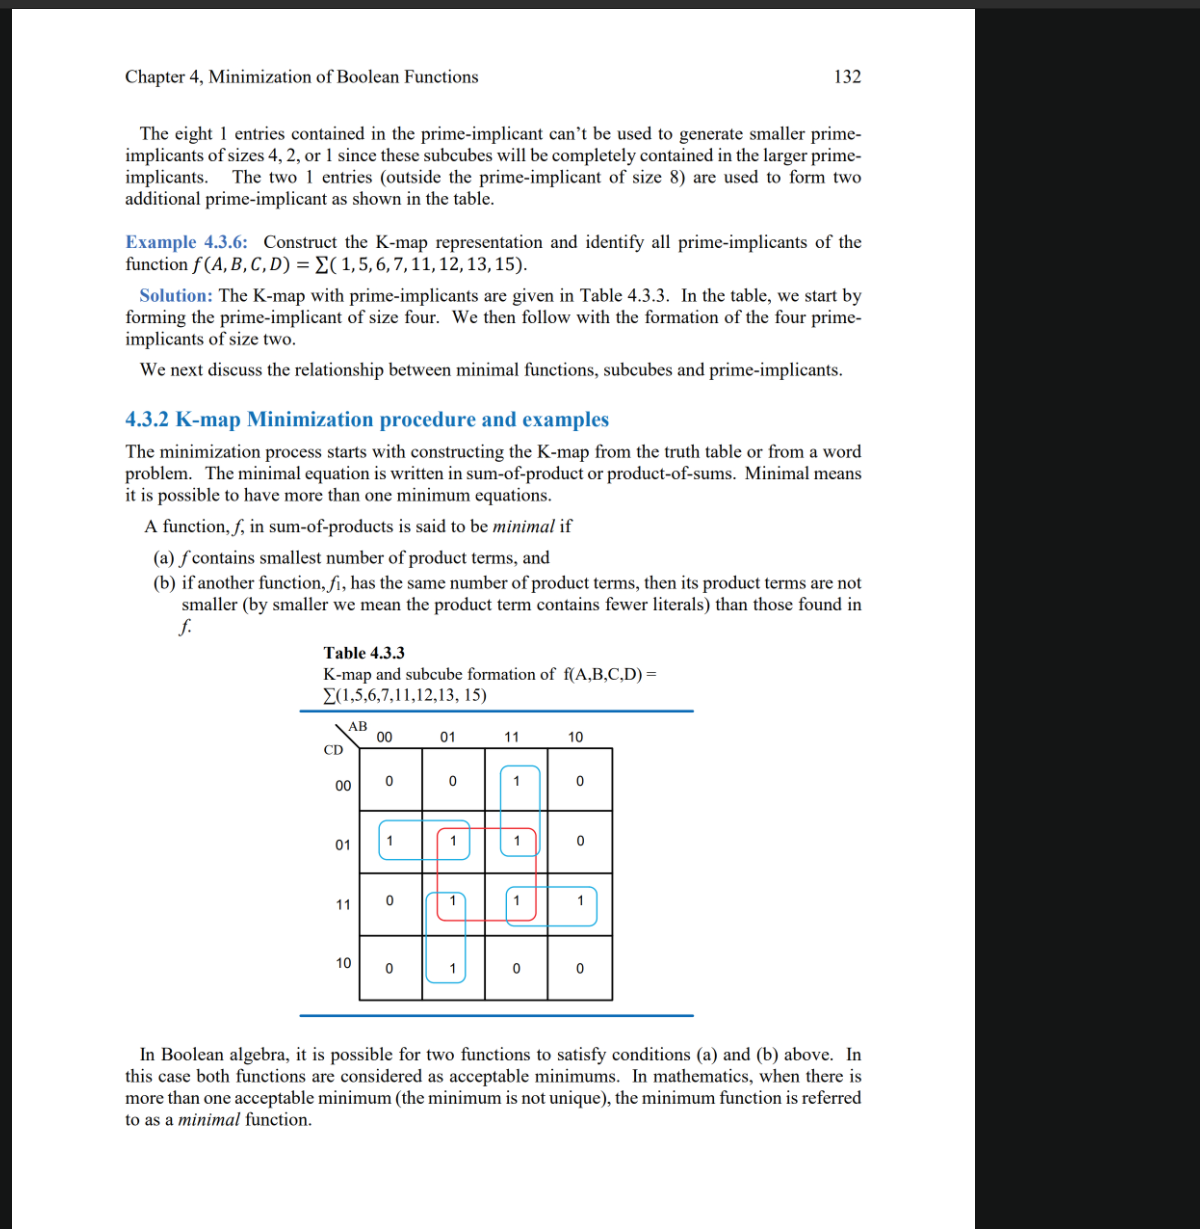 Chapter 4, Minimization of Boolean Functions 132
The eight 1 entries contained in the prime-implicant can’t be used to generate smaller prime-
implicants of sizes 4, 2, or 1 since these subcubes will be completely contained in the larger prime-
implicants. The two 1 entries (outside the prime-implicant of size 8) are used to form two
additional prime-implicant as shown in the table.
Example 4.3.6: Construct the K-map representation and identify all prime-implicants of the
function f(A, B, C, D) = ∑( 1, 5, 6, 7, 11, 12, 13, 15).
Solution: The K-map with prime-implicants are given in Table 4.3.3. In the table, we start by
forming the prime-implicant of size four. We then follow with the formation of the four prime-
implicants of size two.
We next discuss the relationship between minimal functions, subcubes and prime-implicants.
4.3.2 K-map Minimization procedure and examples
The minimization process starts with constructing the K-map from the truth table or from a word
problem. The minimal equation is written in sum-of-product or product-of-sums. Minimal means
it is possible to have more than one minimum equations.
A function, f, in sum-of-products is said to be minimal if
(a) f contains smallest number of product terms, and
(b) if another function, f1, has the same number of product terms, then its product terms are not
smaller (by smaller we mean the product term contains fewer literals) than those found in
f.
Table 4.3.3
K-map and subcube formation of f(A,B,C,D) =
∑(1,5,6,7,11,12,13, 15)
AB
00 01 11 10
CD
00 0 0 1 0
01 1 1 1 0
11 0 1 1 1
10 0 1 0 0
In Boolean algebra, it is possible for two functions to satisfy conditions (a) and (b) above. In
this case both functions are considered as acceptable minimums. In mathematics, when there is
more than one acceptable minimum (the minimum is not unique), the minimum function is referred
to as a minimal function.